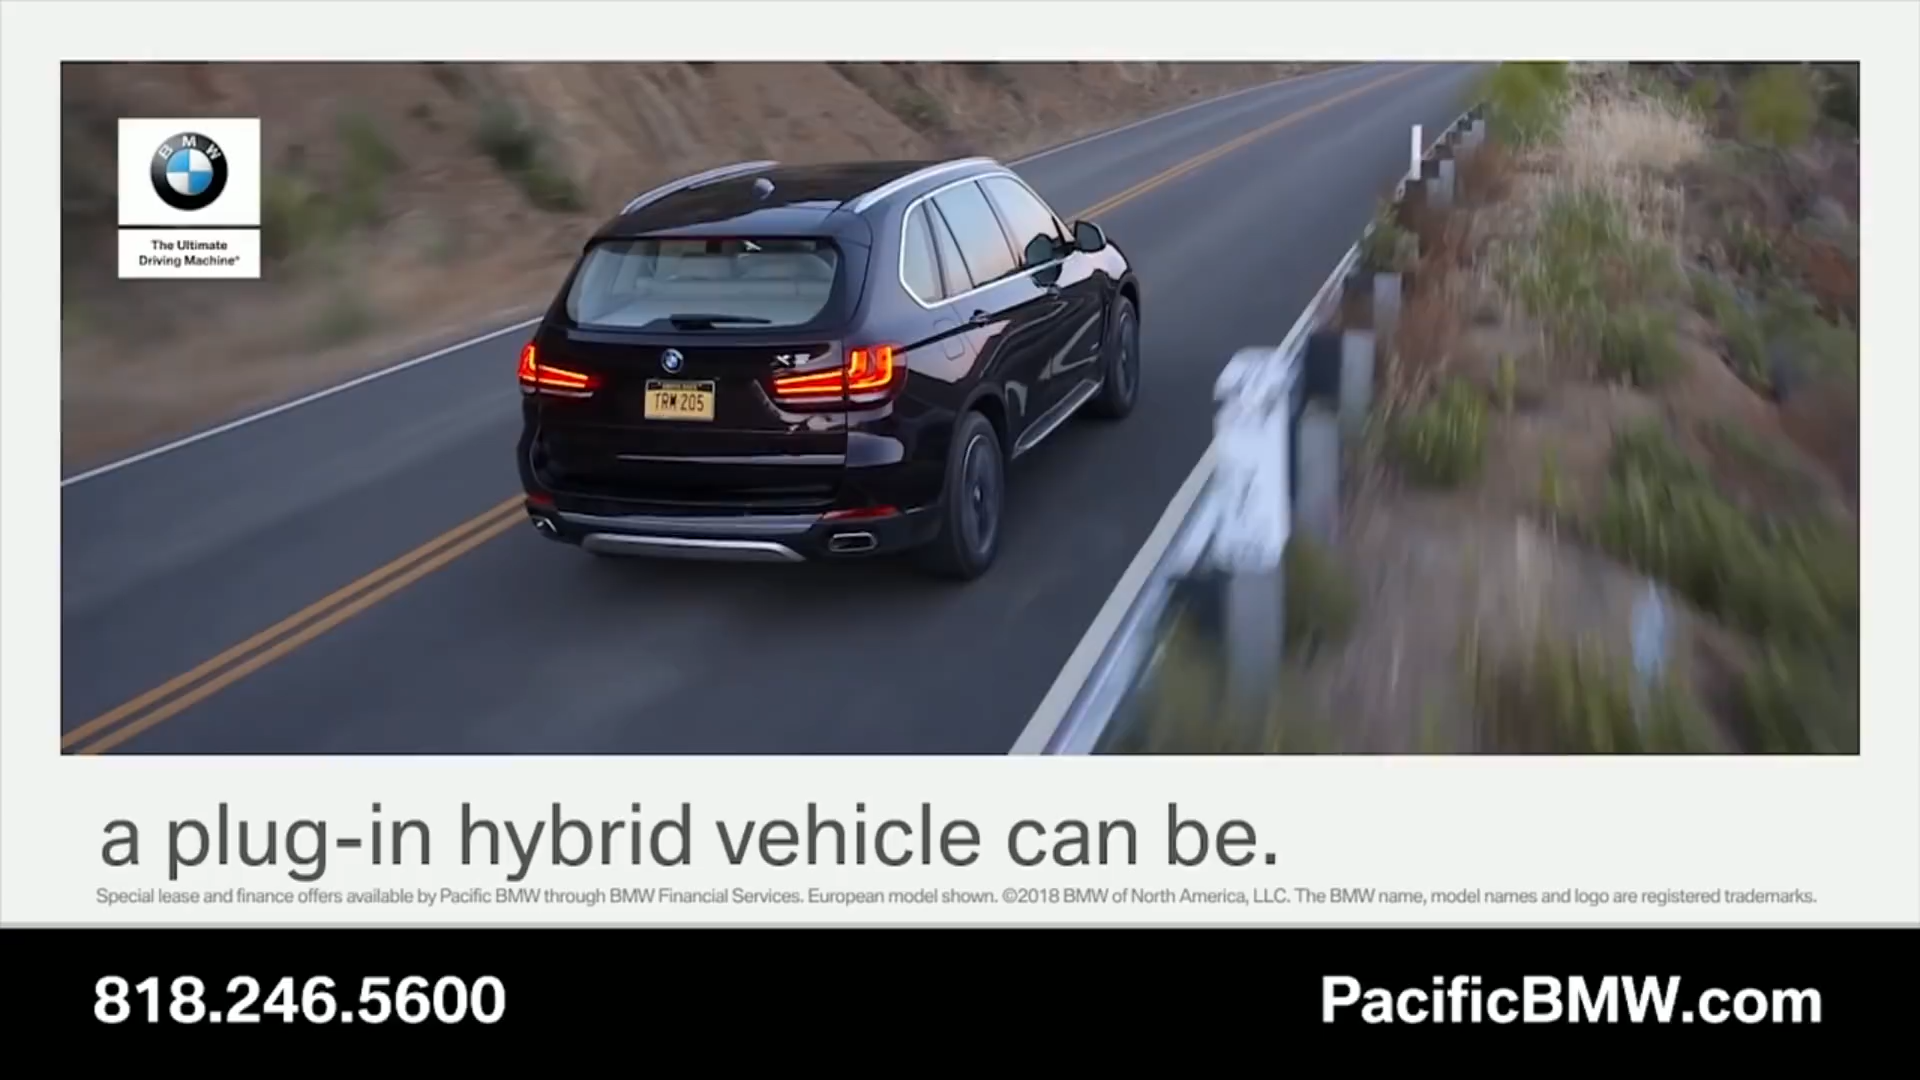 BMW
The Ultimate
Driving Machine®
X5
TRM 205
a plug-in hybrid vehicle can be.
Special lease and finance offers available by Pacific BMW through BMW Financial Services. European model shown. ©2018 BMW of North America, LLC. The BMW name, model names and logo are registered trademarks.
818.246.5600
PacificBMW.com